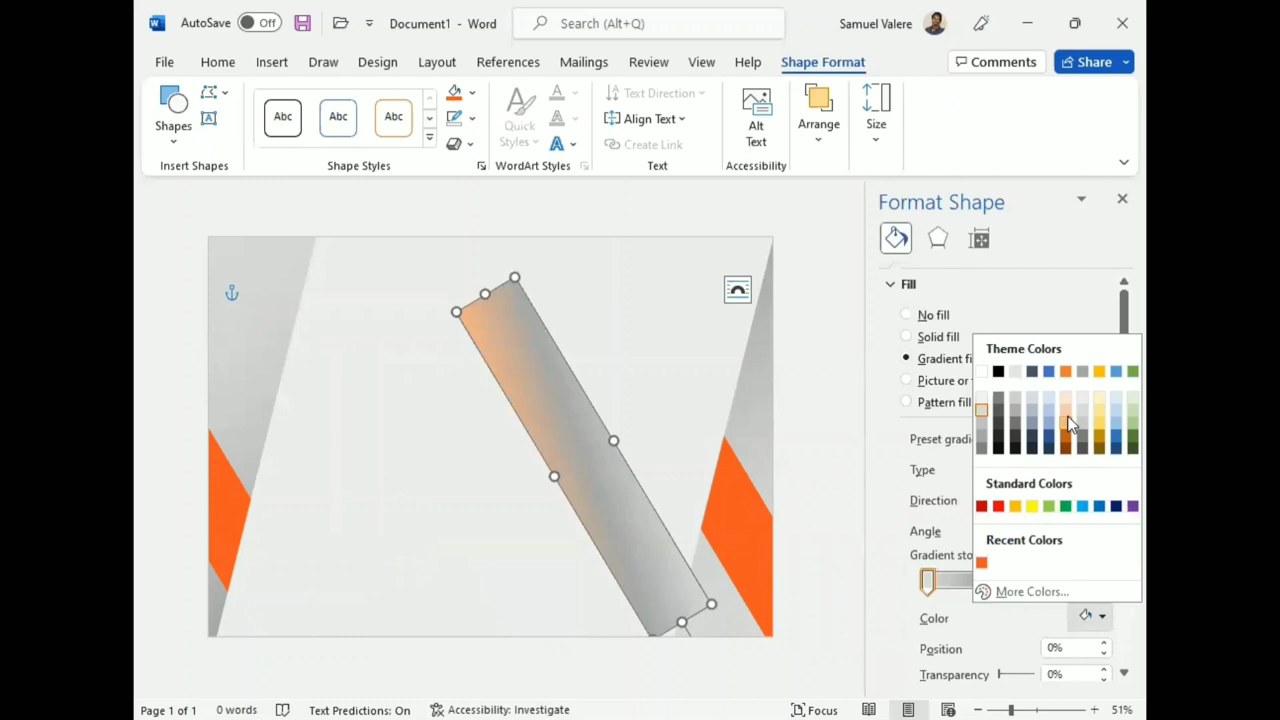 AutoSave Off Document1 - Word Search (Alt+Q) Samuel Valere
File Home Insert Draw Design Layout References Mailings Review View Help Shape Format Comments Share
Shapes
Insert Shapes
Abc Abc Abc
Shape Styles
Quick
Styles
WordArt Styles
Text Direction
Align Text
Create Link
Text
Alt
Text
Accessibility
Arrange
Size
Format Shape
Fill
No fill
Solid fill
Gradient fi
Picture or
Pattern fill
Preset gradi
Type
Direction
Angle
Gradient sto
Color
Position 0%
Transparency 0%
Theme Colors
Standard Colors
Recent Colors
More Colors...
Page 1 of 1 0 words Text Predictions: On Accessibility: Investigate Focus 51%